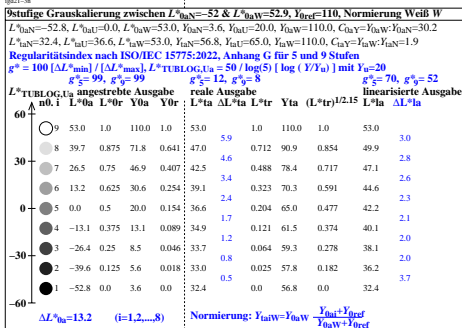 9stufige Grauskalierung zwischen L*0aN=−52 & L*0aW=52.9, Y0ref=110, Normierung Weiß W
L*0aN=−52.8, L*0aU=0.0, L*0aW=53.0, Y0aN=3.6, Y0aU=20.0, Y0aW=110.0, C0aY=Y0aW:Y0aN=30.2
L*taN=32.4, L*taU=36.6, L*taW=53.0, YtaN=56.8, YtaU=65.0, YtaW=110.0, CtaY=YtaW:YtaN=1.9
Regularitätsindex nach ISO/IEC 15775:2022, Anhang G für 5 und 9 Stufen
g* = 100 [ΔL*min] / [ΔL*max], L*TUBLOG,Ua = 50 / log(5) [ log ( Y/Yu) ] mit Yu=20
g*5= 99, g*9= 99 g*5= 12, g*9= 8 g*5= 70, g*9= 52
L*TUBLOG,Ua angestrebte Ausgabe reale Ausgabe linearisierte Ausgabe
n0. i L*0a L*0r Y0a Y0r L*ta ΔL*ta L*tr Yta (L*tr)1/2.15 L*la ΔL*la
60
9 53.0 1.0 110.0 1.0 53.0 1.0 110.0 1.0 53.0
5.9 3.0
8 39.7 0.875 71.8 0.641 47.0 0.712 90.9 0.854 49.9
4.6 2.8
7 26.5 0.75 46.9 0.407 42.5 0.488 78.4 0.717 47.1
30
3.4 2.6
6 13.2 0.625 30.6 0.254 39.1 0.323 70.3 0.591 44.6
2.4 2.3
0 5 0.0 0.5 20.0 0.154 36.6 0.204 65.0 0.477 42.2
1.7 2.1
4 −13.1 0.375 13.1 0.089 34.9 0.121 61.5 0.374 40.1
1.2 2.0
−30 3 −26.4 0.25 8.5 0.046 33.7 0.064 59.3 0.278 38.1
0.8 2.0
2 −39.6 0.125 5.6 0.018 33.0 0.025 57.8 0.182 36.2
0.5 3.7
1 −52.8 0.0 3.6 0.0 32.4 0.0 56.8 0.0 32.4
−60
ΔL*0a=13.2 (i=1,2,...,8) Normierung: YtaiW=Y0aW Y0ai+Y0ref
Y0aW+Y0ref